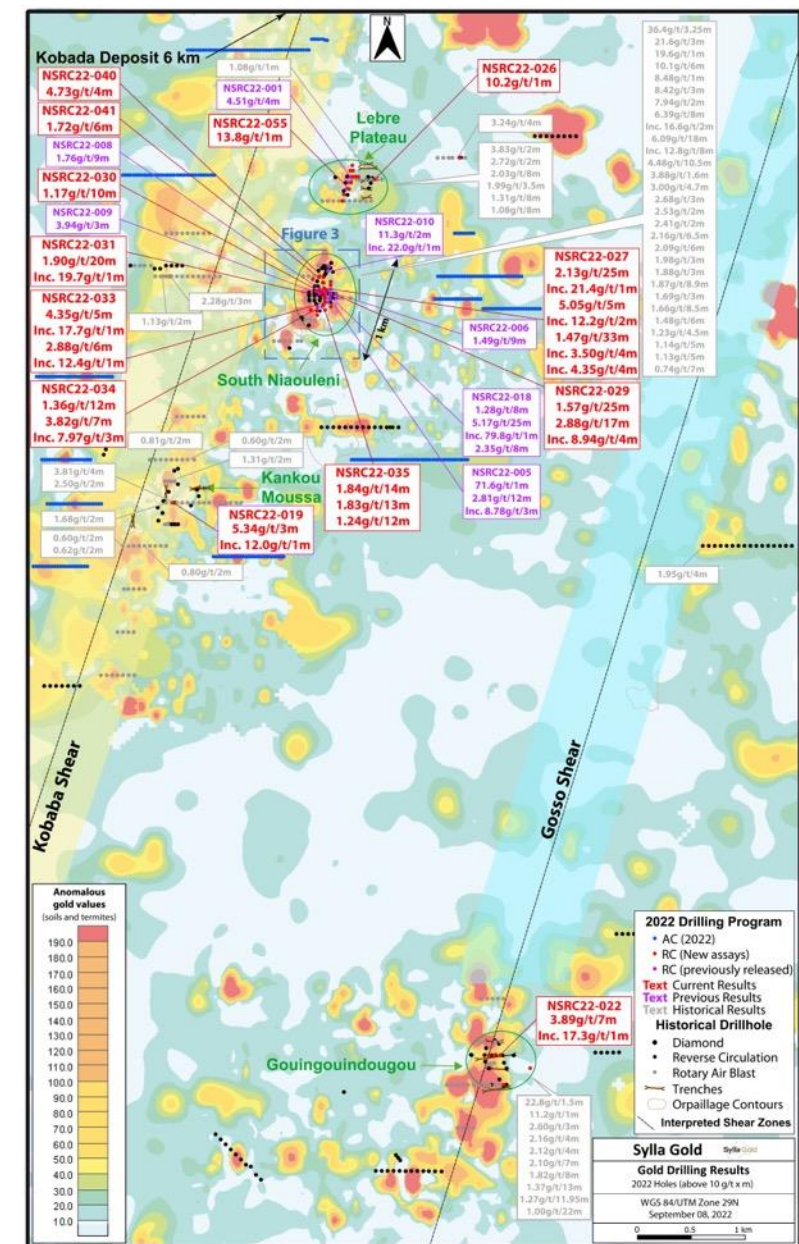 Kobada Deposit 6 km
N
NSRC22-040
4.73g/t/4m
NSRC22-041
1.72g/t/6m
NSRC22-008
1.76g/t/9m
NSRC22-030
1.17g/t/10m
NSRC22-009
3.94g/t/3m
NSRC22-031
1.90g/t/20m
Inc. 19.7g/t/1m
NSRC22-033
4.35g/t/5m
Inc. 17.7g/t/1m
2.88g/t/6m
Inc. 12.4g/t/1m
NSRC22-034
1.36g/t/12m
3.82g/t/7m
Inc. 7.97g/t/3m
1.08g/t/1m
NSRC22-001
4.51g/t/4m
NSRC22-055
13.8g/t/1m
NSRC22-026
10.2g/t/1m
Lebre
Plateau
3.24g/t/4m
3.83g/t/2m
2.72g/t/2m
2.03g/t/8m
1.99g/t/3.5m
1.31g/t/8m
1.08g/t/8m
36.4g/t/3.25m
21.6g/t/3m
19.6g/t/1m
10.1g/t/6m
8.48g/t/1m
8.42g/t/3m
7.94g/t/2m
6.39g/t/8m
Inc. 16.6g/t/2m
6.09g/t/18m
Inc. 12.8g/t/8m
4.48g/t/10.5m
3.88g/t/1.6m
3.00g/t/4.7m
2.68g/t/3m
2.53g/t/2m
2.41g/t/2m
2.16g/t/6.5m
2.09g/t/6m
1.98g/t/3m
1.88g/t/3m
1.87g/t/8.9m
1.69g/t/3m
1.66g/t/8.5m
1.48g/t/6m
1.23g/t/4.5m
1.14g/t/5m
1.13g/t/5m
0.74g/t/7m
Figure 3
NSRC22-010
11.3g/t/2m
Inc. 22.0g/t/1m
NSRC22-027
2.13g/t/25m
Inc. 21.4g/t/1m
5.05g/t/5m
Inc. 12.2g/t/2m
1.47g/t/33m
Inc. 3.50g/t/4m
Inc. 4.35g/t/4m
2.28g/t/3m
1.13g/t/2m
1 km
NSRC22-006
1.49g/t/9m
South Niaouleni
NSRC22-018
1.28g/t/8m
5.17g/t/25m
Inc. 79.8g/t/1m
2.35g/t/8m
NSRC22-029
1.57g/t/25m
2.88g/t/17m
Inc. 8.94g/t/4m
0.81g/t/2m
0.60g/t/2m
1.31g/t/2m
3.81g/t/4m
2.50g/t/2m
Kankou
Moussa
NSRC22-035
1.84g/t/14m
1.83g/t/13m
1.24g/t/12m
NSRC22-005
71.6g/t/1m
2.81g/t/12m
Inc. 8.78g/t/3m
NSRC22-019
5.34g/t/3m
Inc. 12.0g/t/1m
1.68g/t/2m
0.60g/t/2m
0.62g/t/2m
0.80g/t/2m
1.95g/t/4m
Kobaba Shear
Gosso Shear
Anomalous
gold values
(soils and termites)
190.0
180.0
170.0
160.0
150.0
140.0
130.0
120.0
110.0
100.0
90.0
80.0
70.0
60.0
50.0
40.0
30.0
20.0
10.0
NSRC22-022
3.89g/t/7m
Inc. 17.3g/t/1m
Gouingouindougou
22.8g/t/1.5m
11.2g/t/1m
2.60g/t/3m
2.16g/t/4m
2.12g/t/4m
2.10g/t/7m
1.82g/t/8m
1.37g/t/13m
1.27g/t/11.95m
1.00g/t/22m
2022 Drilling Program
AC (2022)
RC (New assays)
RC (previously released)
Text Current Results
Text Previous Results
Text Historical Results
Historical Drillhole
Diamond
Reverse Circulation
Rotary Air Blast
Trenches
Orpaillage Contours
Interpreted Shear Zones
Sylla Gold SyllaGold
Gold Drilling Results
2022 Holes (above 10 g/t x m)
WGS 84/UTM Zone 29N
September 08, 2022
0 0.5 1 km